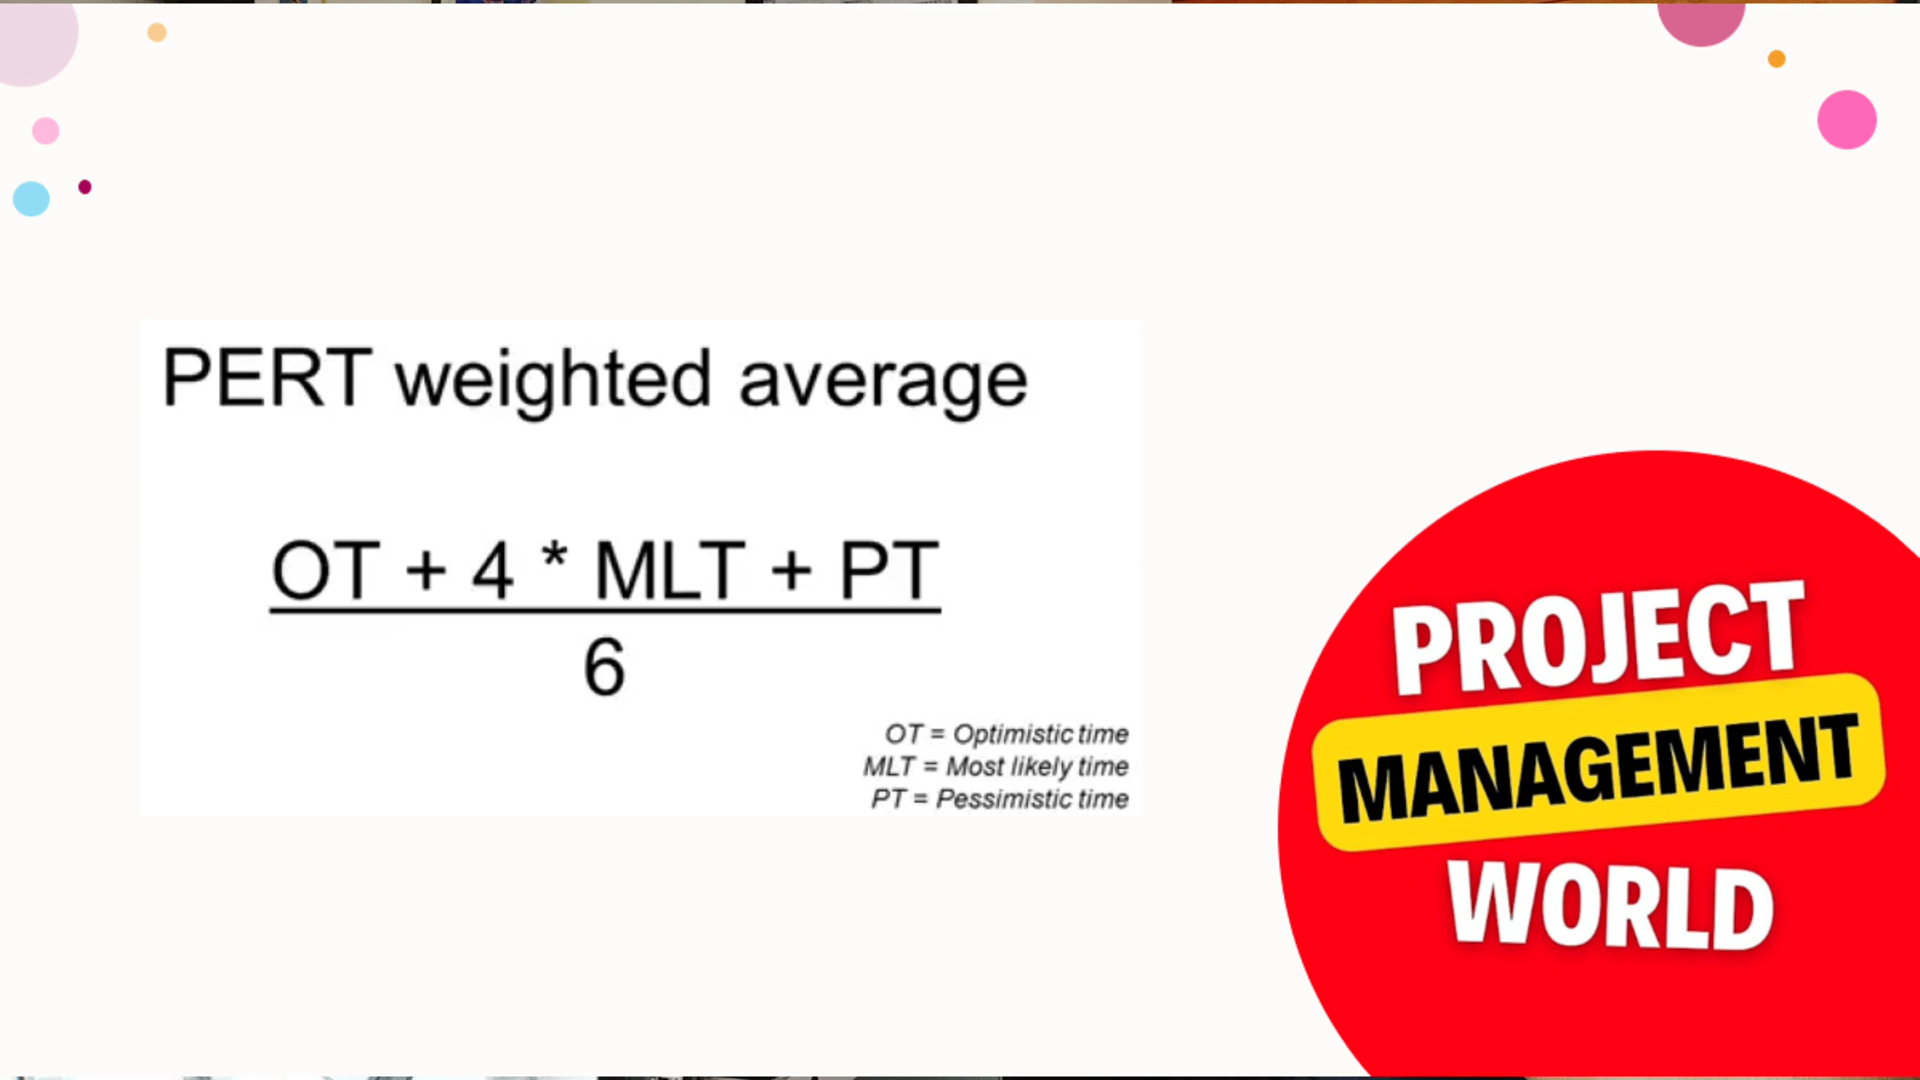 PERT weighted average
OT + 4 * MLT + PT
6
OT = Optimistic time
MLT = Most likely time
PT = Pessimistic time
PROJECT
MANAGEMENT
WORLD